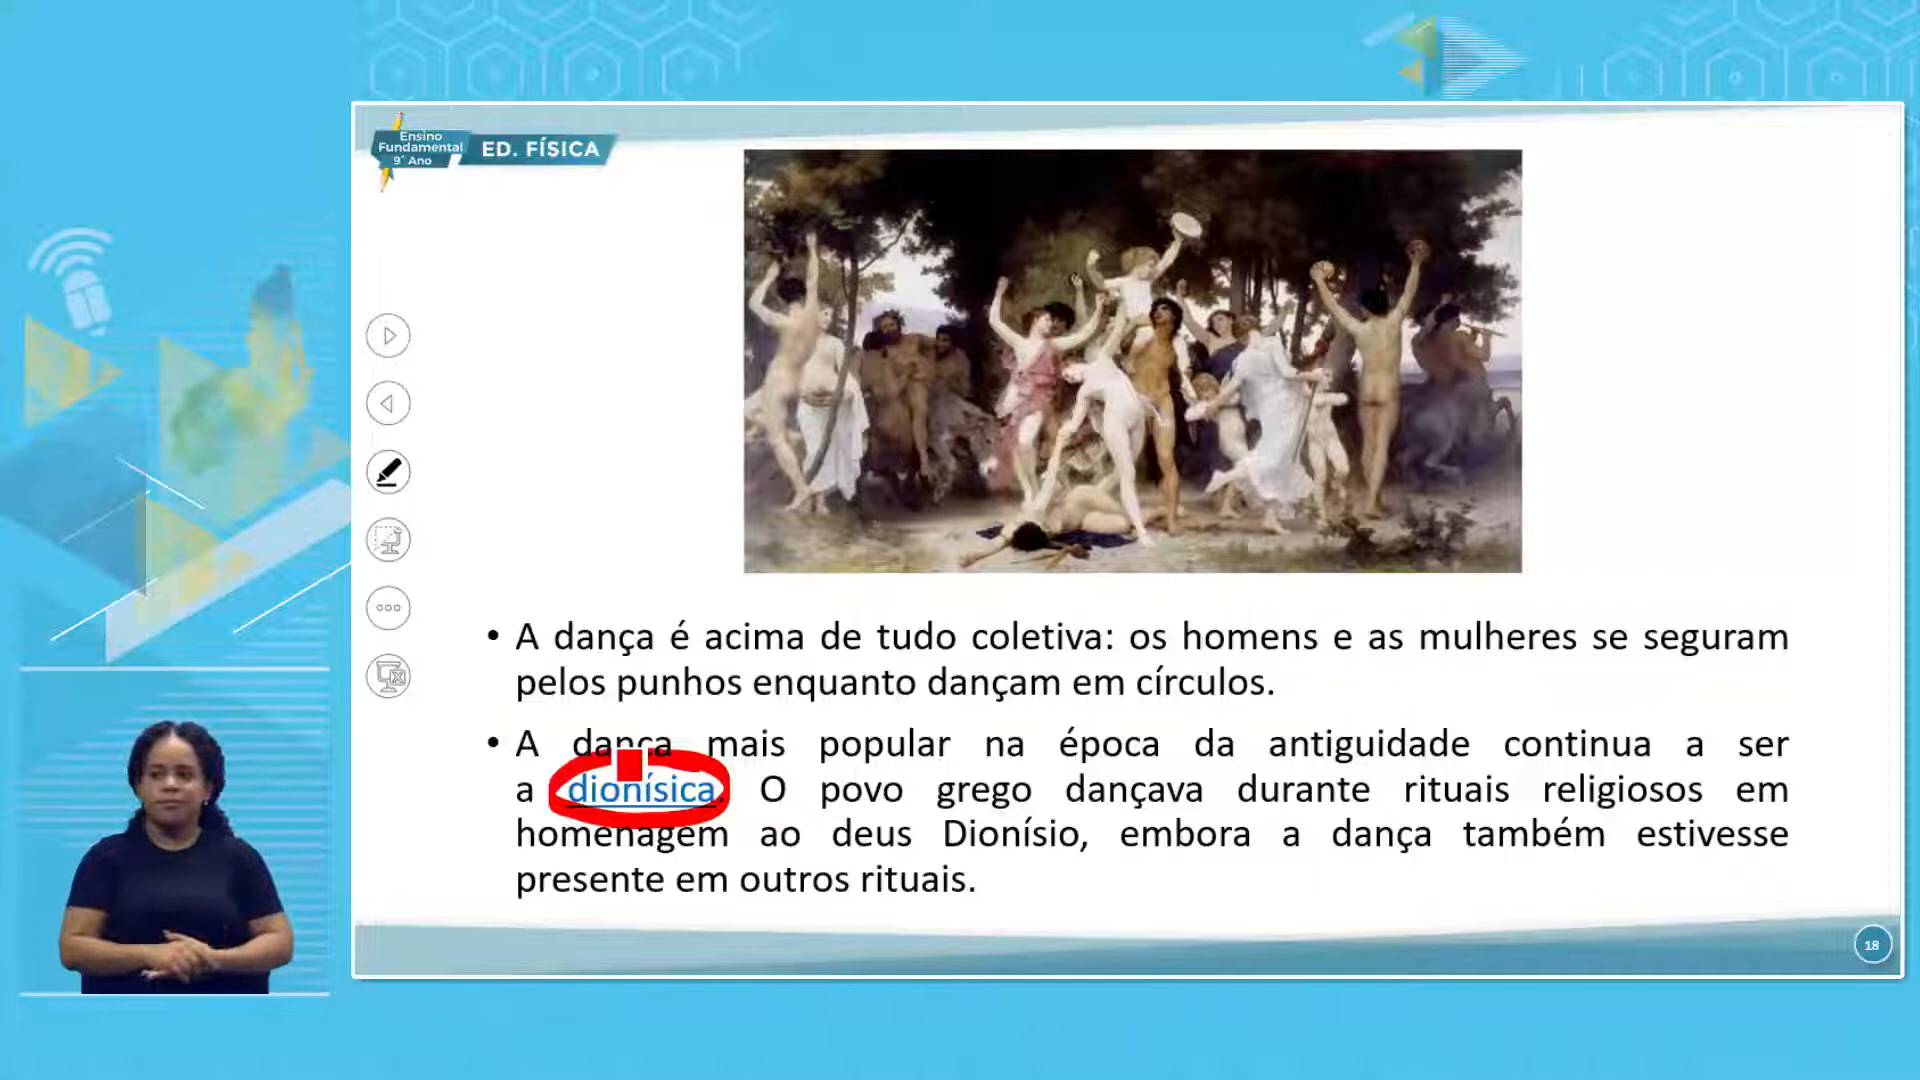 Ensino
Fundamental
9° Ano
ED. FÍSICA
• A dança é acima de tudo coletiva: os homens e as mulheres se seguram
pelos punhos enquanto dançam em círculos.
• A dança mais popular na época da antiguidade continua a ser
a dionísica. O povo grego dançava durante rituais religiosos em
homenagem ao deus Dionísio, embora a dança também estivesse
presente em outros rituais.
18